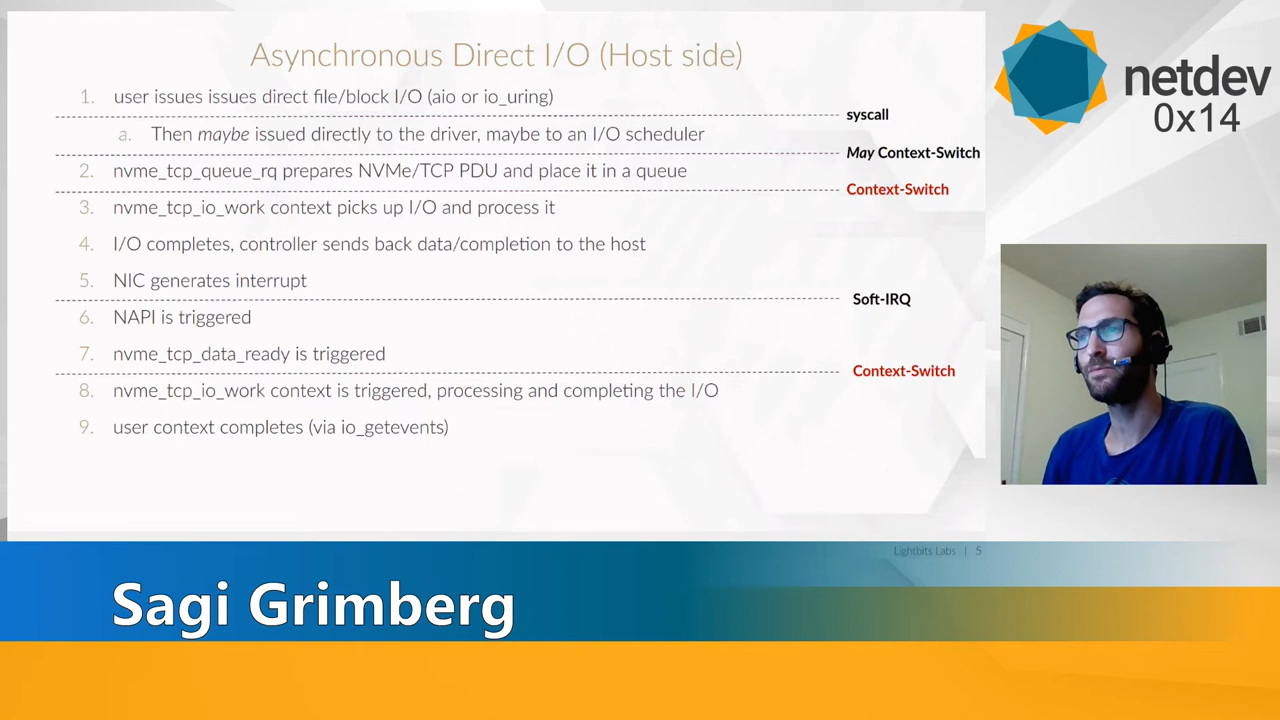 Asynchronous Direct I/O (Host side)
1. user issues issues direct file/block I/O (aio or io_uring)
syscall
a. Then maybe issued directly to the driver, maybe to an I/O scheduler
May Context-Switch
2. nvme_tcp_queue_rq prepares NVMe/TCP PDU and place it in a queue
Context-Switch
3. nvme_tcp_io_work context picks up I/O and process it
4. I/O completes, controller sends back data/completion to the host
5. NIC generates interrupt
Soft-IRQ
6. NAPI is triggered
7. nvme_tcp_data_ready is triggered
Context-Switch
8. nvme_tcp_io_work context is triggered, processing and completing the I/O
9. user context completes (via io_getevents)
Lightbits Labs | 5
netdev
0x14
Sagi Grimberg